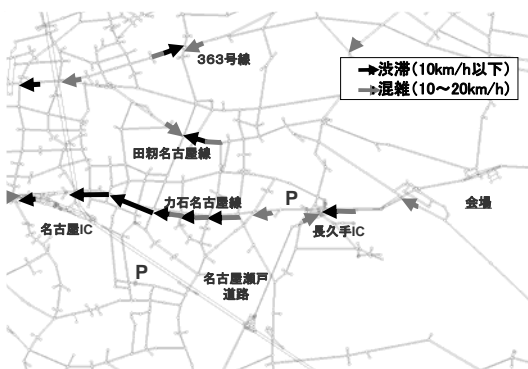 363号線
渋滞(10km/h以下)
混雑(10～20km/h)
田籾名古屋線
力石名古屋線
P
会場
名古屋IC
長久手IC
P
名古屋瀬戸
道路